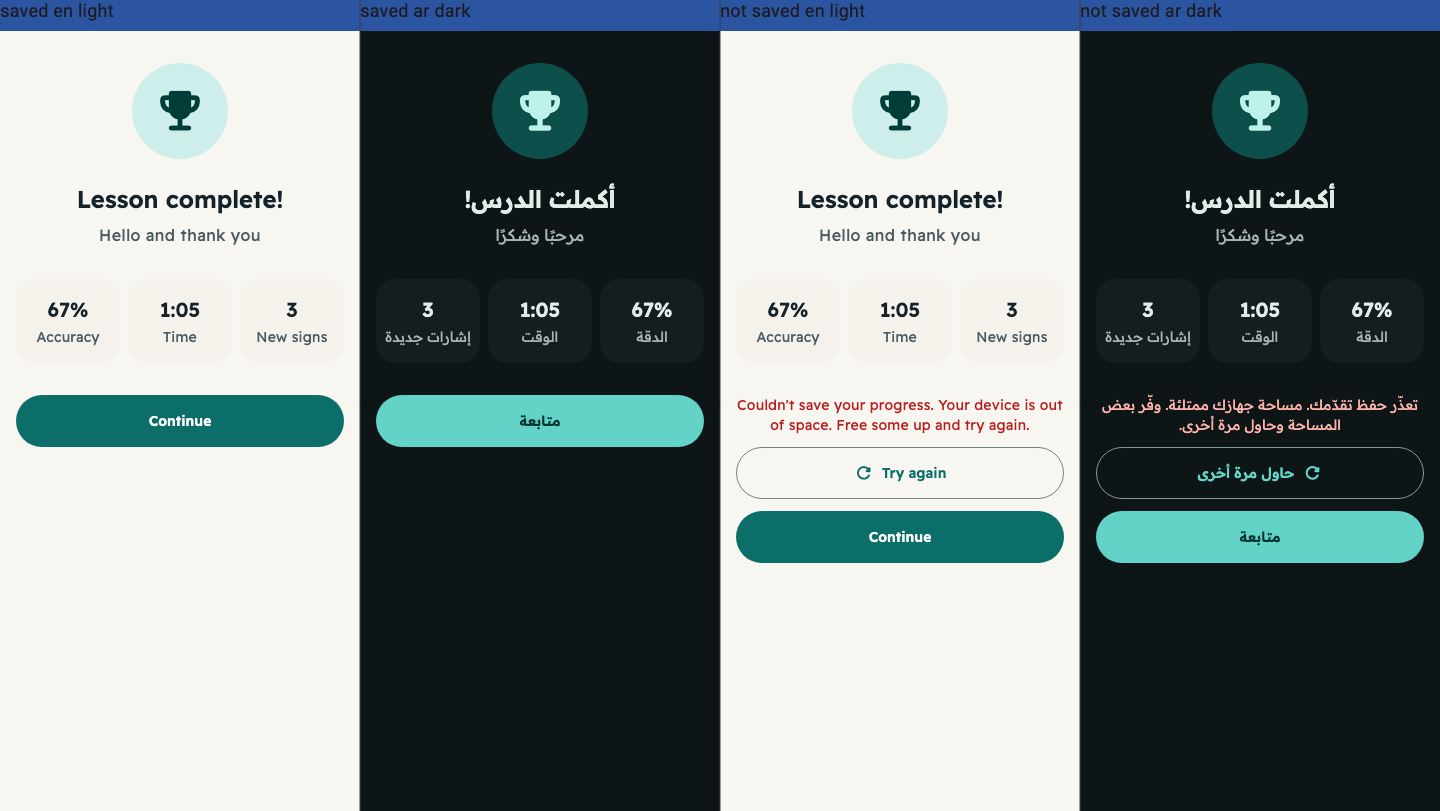 saved en light
Lesson complete!
Hello and thank you
67%
Accuracy
1:05
Time
3
New signs
Continue
saved ar dark
أكملت الدرس!
مرحبًا وشكرًا
67%
الدقة
1:05
الوقت
3
إشارات جديدة
متابعة
not saved en light
Lesson complete!
Hello and thank you
67%
Accuracy
1:05
Time
3
New signs
Couldn't save your progress. Your device is out
of space. Free some up and try again.
Try again
Continue
not saved ar dark
أكملت الدرس!
مرحبًا وشكرًا
67%
الدقة
1:05
الوقت
3
إشارات جديدة
تعذّر حفظ تقدّمك. مساحة جهازك ممتلئة. وفّر بعض
المساحة وحاول مرة أخرى.
حاول مرة أخرى
متابعة